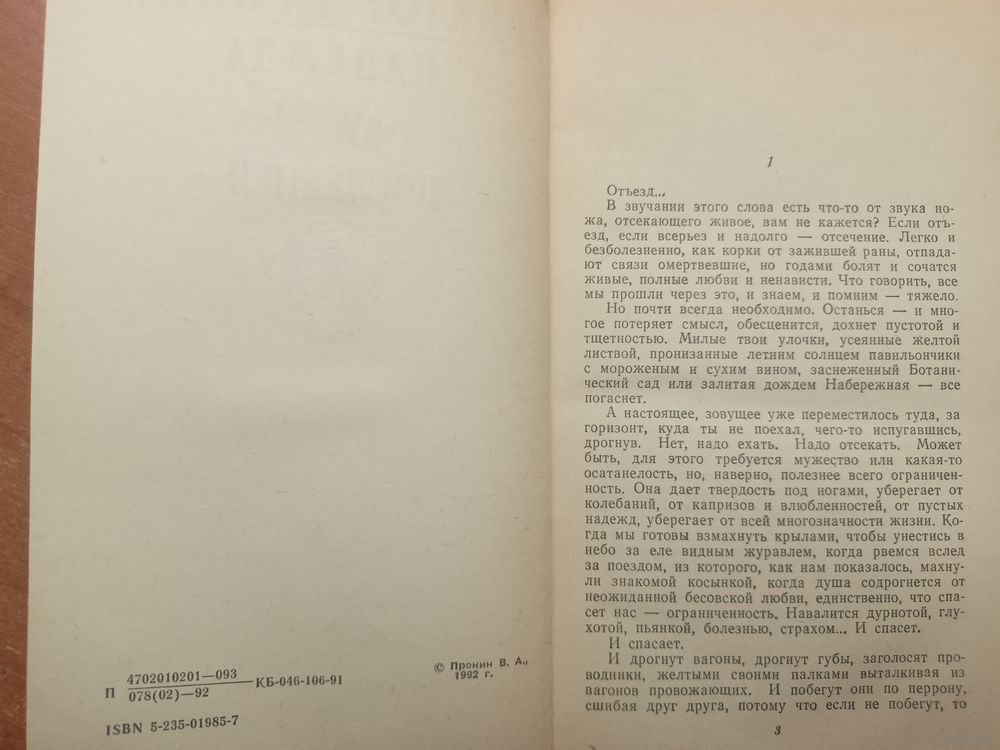 П 4702010201—093
078(02)—92 —КБ-046-106-91
ISBN 5-235-01985-7
© Пронин В. А.,
1992 г.
1
Отъезд...
В звучании этого слова есть что-то от звука но-
жа, отсекающего живое, вам не кажется? Если отъ-
езд, если всерьез и надолго — отсечение. Легко и
безболезненно, как корки от зажившей раны, отпада-
ют связи омертвевшие, но годами болят и сочатся
живые, полные любви и ненависти. Что говорить, все
мы прошли через это, и знаем, и помним — тяжело.
Но почти всегда необходимо. Останься — и мно-
гое потеряет смысл, обесценится, дохнет пустотой и
тщетностью. Милые твои улочки, усеянные желтой
листвой, пронизанные летним солнцем павильончики
с мороженым и сухим вином, заснеженный Ботани-
ческий сад или залитая дождем Набережная — все
погаснет.
А настоящее, зовущее уже переместилось туда, за
горизонт, куда ты не поехал, чего-то испугавшись,
дрогнув. Нет, надо ехать. Надо отсекать. Может
быть, для этого требуется мужество или какая-то
осатанелость, но, наверно, полезнее всего ограничен-
ность. Она дает твердость под ногами, уберегает от
колебаний, от капризов и влюбленностей, от пустых
надежд, уберегает от всей многозначности жизни. Ко-
гда мы готовы взмахнуть крылами, чтобы унестись в
небо за еле видным журавлем, когда рвемся вслед
за поездом, из которого, как нам показалось, махну-
ли знакомой косынкой, когда душа содрогнется от
неожиданной бесовской любви, единственно, что спа-
сет нас — ограниченность. Навалится дурнотой, глу-
хотой, пьянкой, болезнью, страхом... И спасет.
И спасает.
И дрогнут вагоны, дрогнут губы, заголосят про-
водники, желтыми своими палками выталкивая из
вагонов провожающих. И побегут они по перрону,
сшибая друг друга, потому что если не побегут, то
3